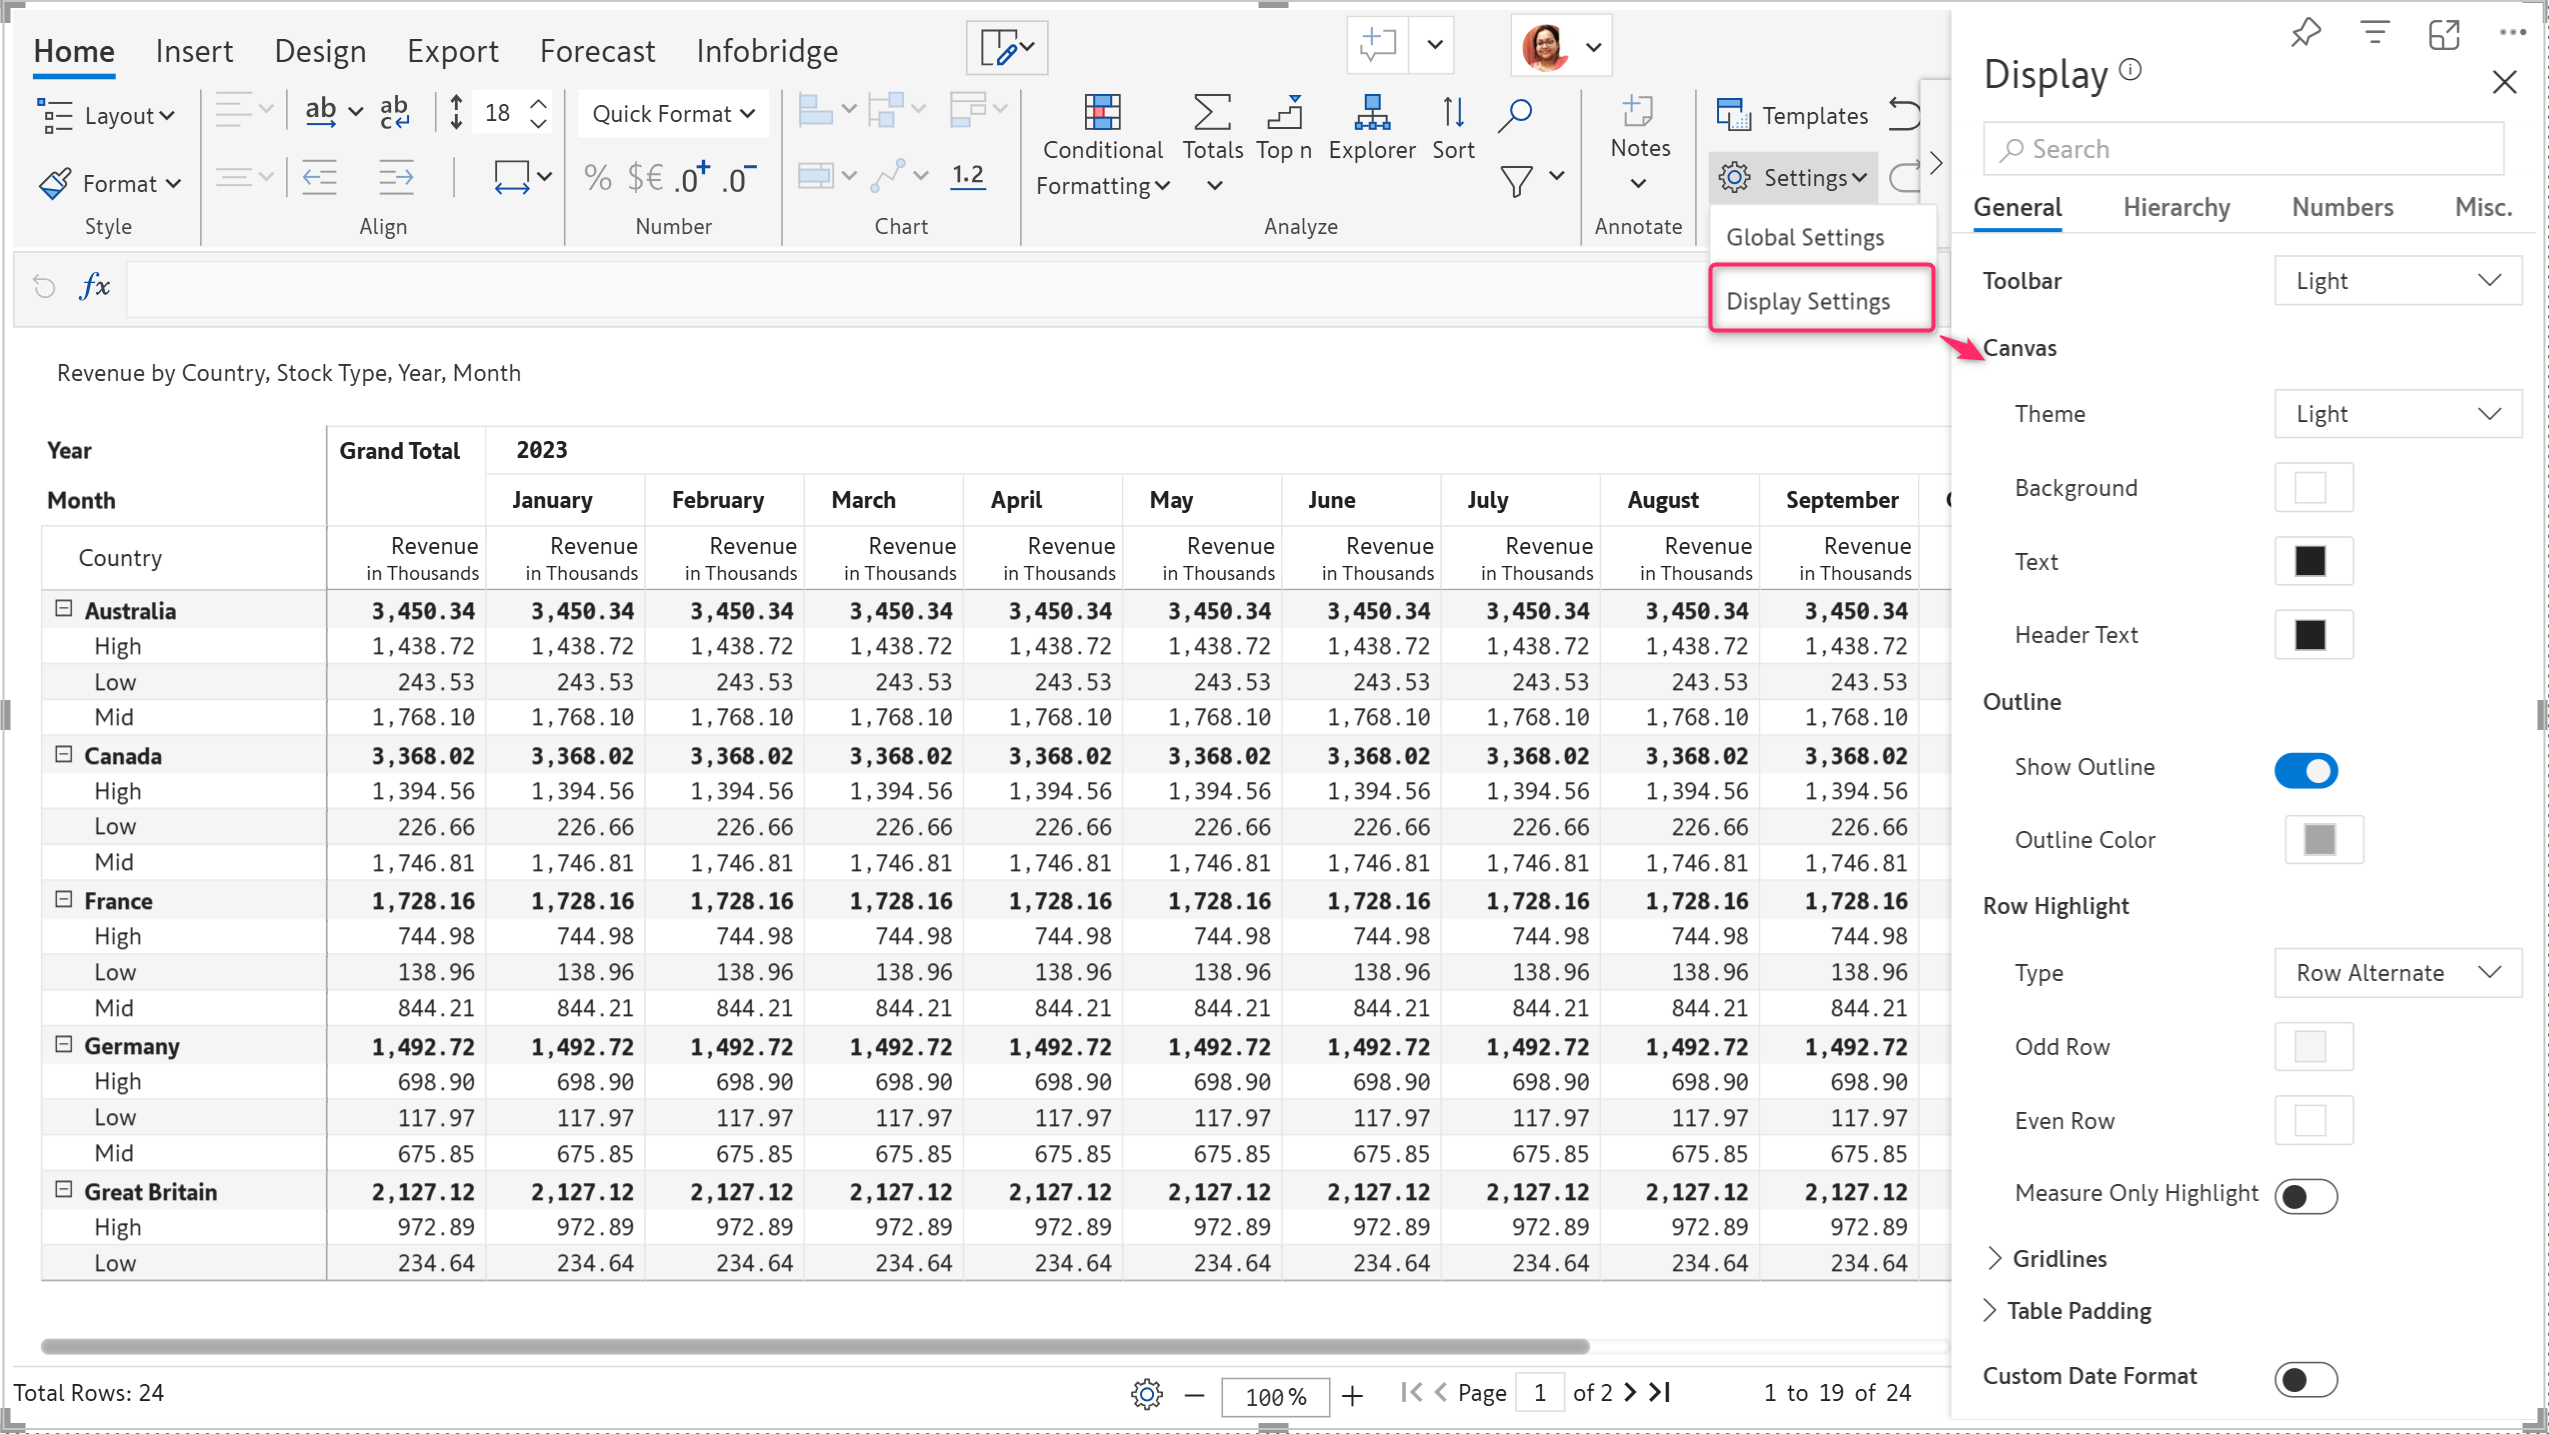 Home Insert Design Export Forecast Infobridge
Layout ab ab c 18 Quick Format
Format % $€ .0+ .0- 1.2
Conditional Formatting Totals Top n Explorer Sort
Notes
Templates
Settings
Style Align Number Chart Analyze Annotate
Global Settings
Display Settings
fx
Revenue by Country, Stock Type, Year, Month
Year Grand Total 2023
Month January February March April May June July August September
Country Revenue Revenue Revenue Revenue Revenue Revenue Revenue Revenue Revenue Revenue
in Thousands in Thousands in Thousands in Thousands in Thousands in Thousands in Thousands in Thousands in Thousands in Thousands
Australia 3,450.34 3,450.34 3,450.34 3,450.34 3,450.34 3,450.34 3,450.34 3,450.34 3,450.34 3,450.34
High 1,438.72 1,438.72 1,438.72 1,438.72 1,438.72 1,438.72 1,438.72 1,438.72 1,438.72 1,438.72
Low 243.53 243.53 243.53 243.53 243.53 243.53 243.53 243.53 243.53 243.53
Mid 1,768.10 1,768.10 1,768.10 1,768.10 1,768.10 1,768.10 1,768.10 1,768.10 1,768.10 1,768.10
Canada 3,368.02 3,368.02 3,368.02 3,368.02 3,368.02 3,368.02 3,368.02 3,368.02 3,368.02 3,368.02
High 1,394.56 1,394.56 1,394.56 1,394.56 1,394.56 1,394.56 1,394.56 1,394.56 1,394.56 1,394.56
Low 226.66 226.66 226.66 226.66 226.66 226.66 226.66 226.66 226.66 226.66
Mid 1,746.81 1,746.81 1,746.81 1,746.81 1,746.81 1,746.81 1,746.81 1,746.81 1,746.81 1,746.81
France 1,728.16 1,728.16 1,728.16 1,728.16 1,728.16 1,728.16 1,728.16 1,728.16 1,728.16 1,728.16
High 744.98 744.98 744.98 744.98 744.98 744.98 744.98 744.98 744.98 744.98
Low 138.96 138.96 138.96 138.96 138.96 138.96 138.96 138.96 138.96 138.96
Mid 844.21 844.21 844.21 844.21 844.21 844.21 844.21 844.21 844.21 844.21
Germany 1,492.72 1,492.72 1,492.72 1,492.72 1,492.72 1,492.72 1,492.72 1,492.72 1,492.72 1,492.72
High 698.90 698.90 698.90 698.90 698.90 698.90 698.90 698.90 698.90 698.90
Low 117.97 117.97 117.97 117.97 117.97 117.97 117.97 117.97 117.97 117.97
Mid 675.85 675.85 675.85 675.85 675.85 675.85 675.85 675.85 675.85 675.85
Great Britain 2,127.12 2,127.12 2,127.12 2,127.12 2,127.12 2,127.12 2,127.12 2,127.12 2,127.12 2,127.12
High 972.89 972.89 972.89 972.89 972.89 972.89 972.89 972.89 972.89 972.89
Low 234.64 234.64 234.64 234.64 234.64 234.64 234.64 234.64 234.64 234.64
Total Rows: 24 100 % Page 1 of 2 1 to 19 of 24
Display
Search
General Hierarchy Numbers Misc.
Toolbar Light
Canvas
Theme Light
Background
Text
Header Text
Outline
Show Outline
Outline Color
Row Highlight
Type Row Alternate
Odd Row
Even Row
Measure Only Highlight
Gridlines
Table Padding
Custom Date Format